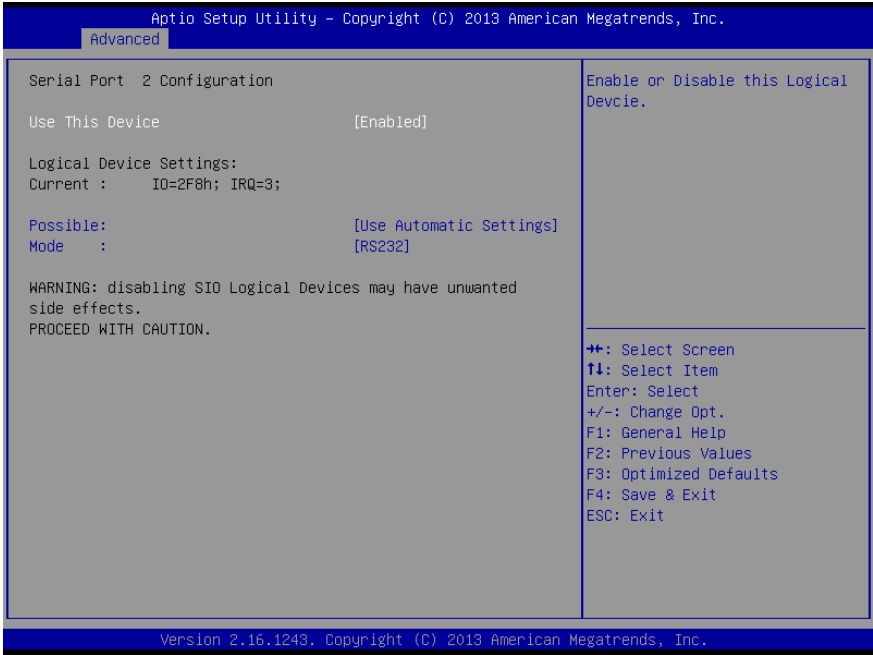 Aptio Setup Utility – Copyright (C) 2013 American Megatrends, Inc.
Advanced
Serial Port 2 Configuration
Use This Device [Enabled]
Logical Device Settings:
Current : IO=2F8h; IRQ=3;
Possible: [Use Automatic Settings]
Mode : [RS232]
WARNING: disabling SIO Logical Devices may have unwanted
side effects.
PROCEED WITH CAUTION.
Enable or Disable this Logical
Devcie.
→←: Select Screen
↑↓: Select Item
Enter: Select
+/-: Change Opt.
F1: General Help
F2: Previous Values
F3: Optimized Defaults
F4: Save & Exit
ESC: Exit
Version 2.16.1243. Copyright (C) 2013 American Megatrends, Inc.